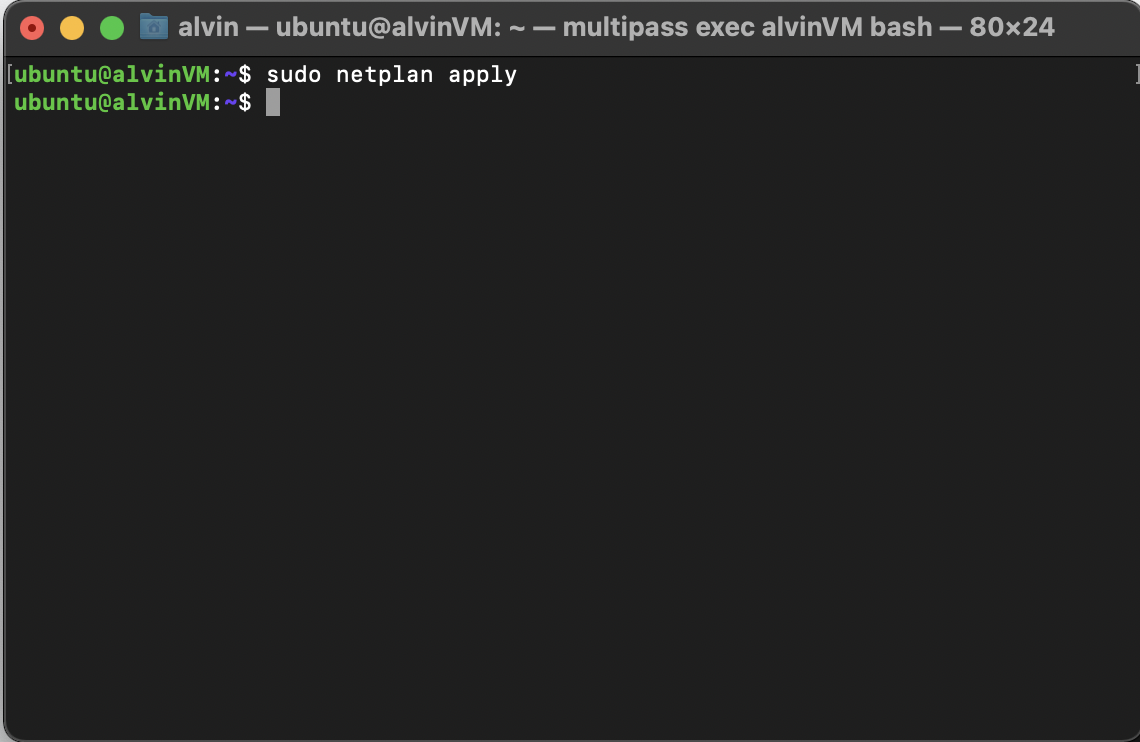 alvin — ubuntu@alvinVM: ~ — multipass exec alvinVM bash — 80×24
[ubuntu@alvinVM:~$ sudo netplan apply ]
ubuntu@alvinVM:~$